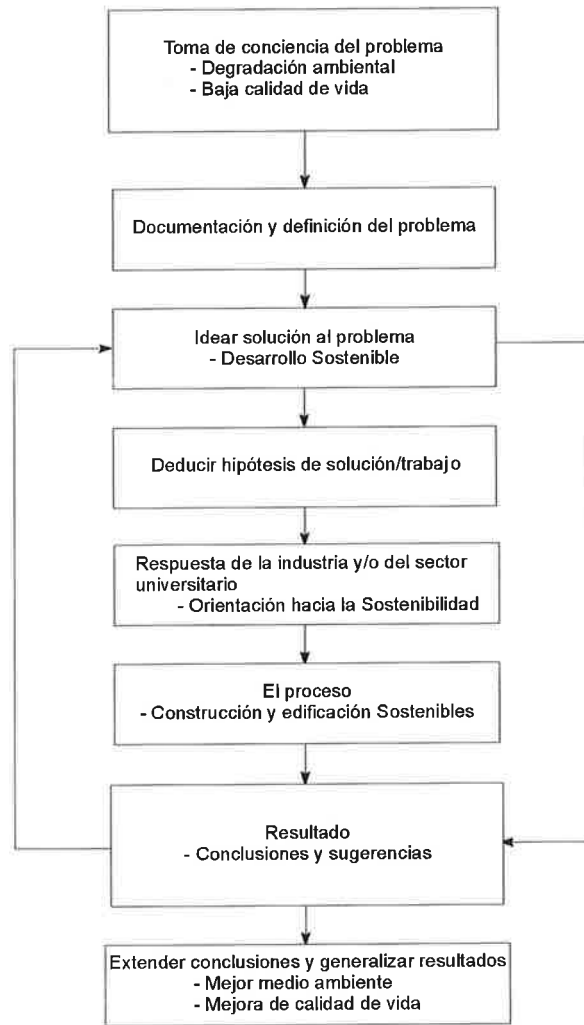 Toma de conciencia del problema
- Degradación ambiental
- Baja calidad de vida
Documentación y definición del problema
Idear solución al problema
- Desarrollo Sostenible
Deducir hipótesis de solución/trabajo
Respuesta de la industria y/o del sector
universitario
- Orientación hacia la Sostenibilidad
El proceso
- Construcción y edificación Sostenibles
Resultado
- Conclusiones y sugerencias
Extender conclusiones y generalizar resultados
- Mejor medio ambiente
- Mejora de calidad de vida